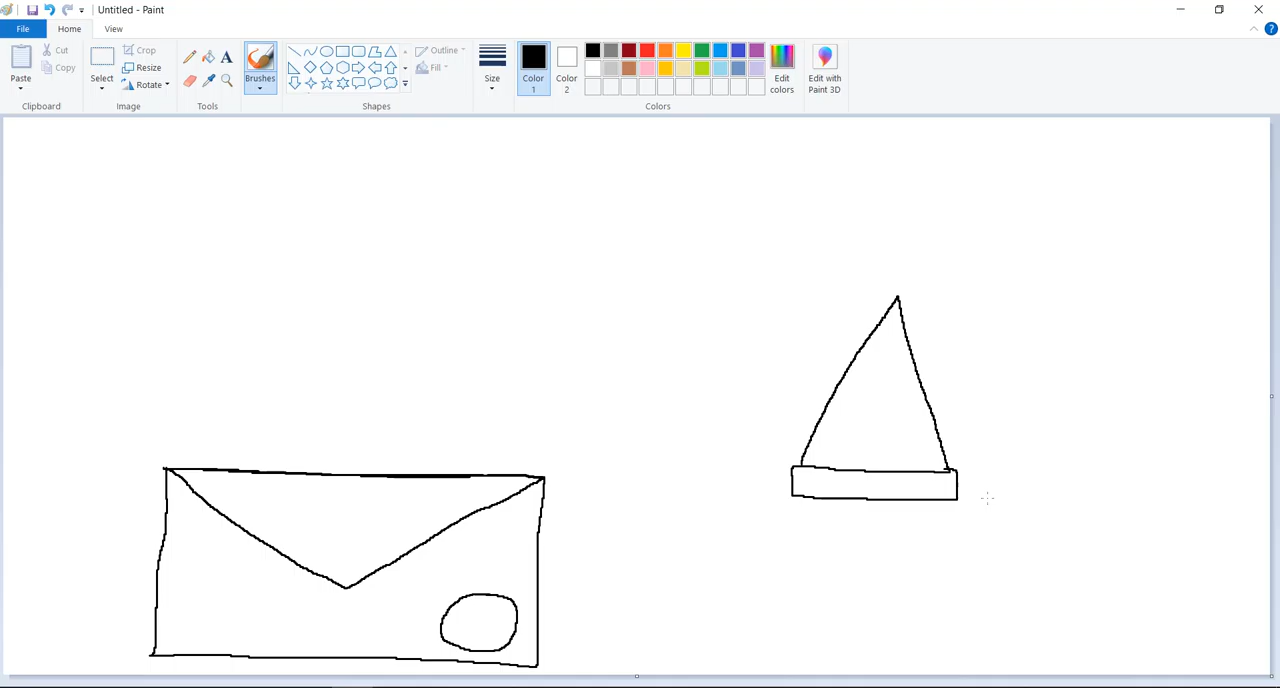 Untitled - Paint
File
Home
View
Paste
Cut
Copy
Clipboard
Select
Crop
Resize
Rotate
Image
Tools
Brushes
Shapes
Outline
Fill
Size
Color
1
Color
2
Edit
colors
Colors
Edit with
Paint 3D